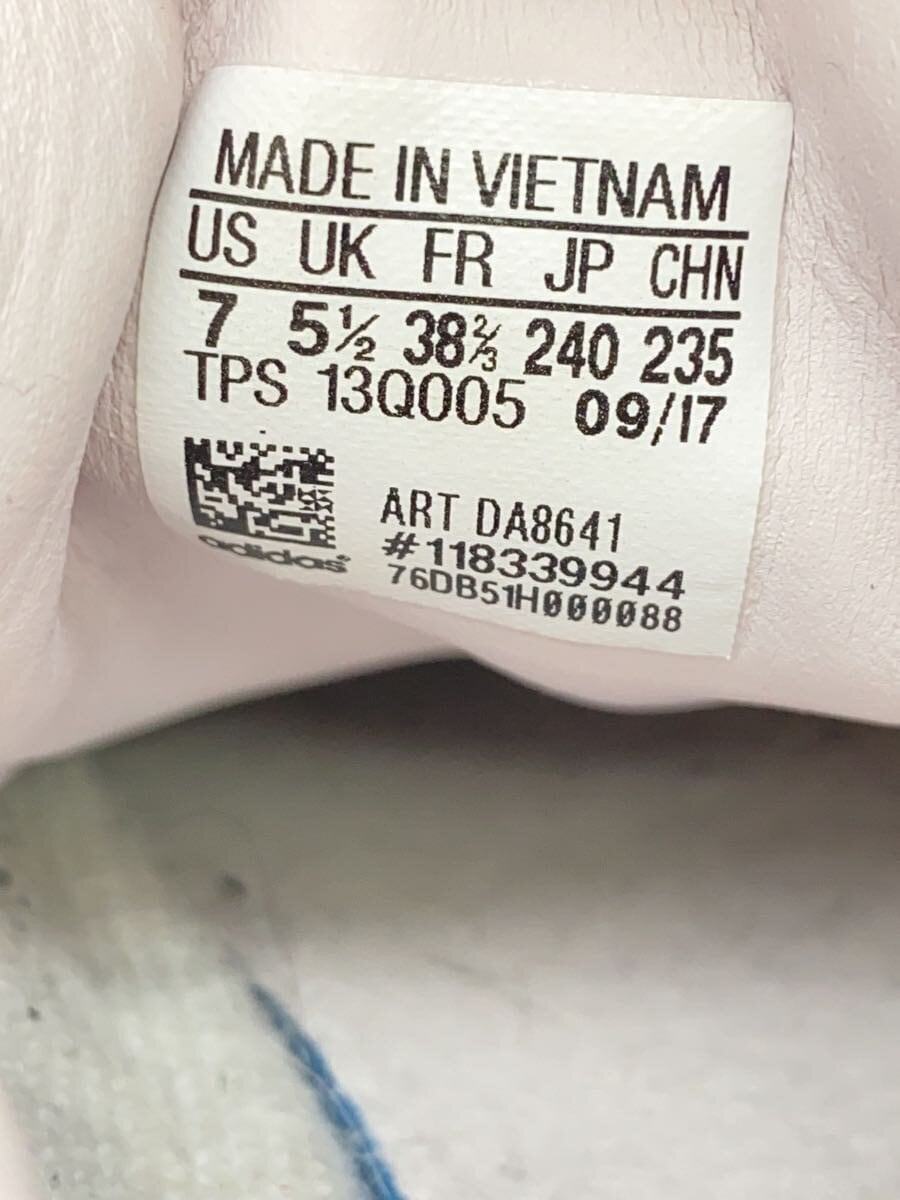 MADE IN VIETNAM
US UK FR JP CHN
7 5½ 38⅔ 240 235
TPS 13Q005 09/17
ART DA8641
#118339944
76DB51H000088
adidas